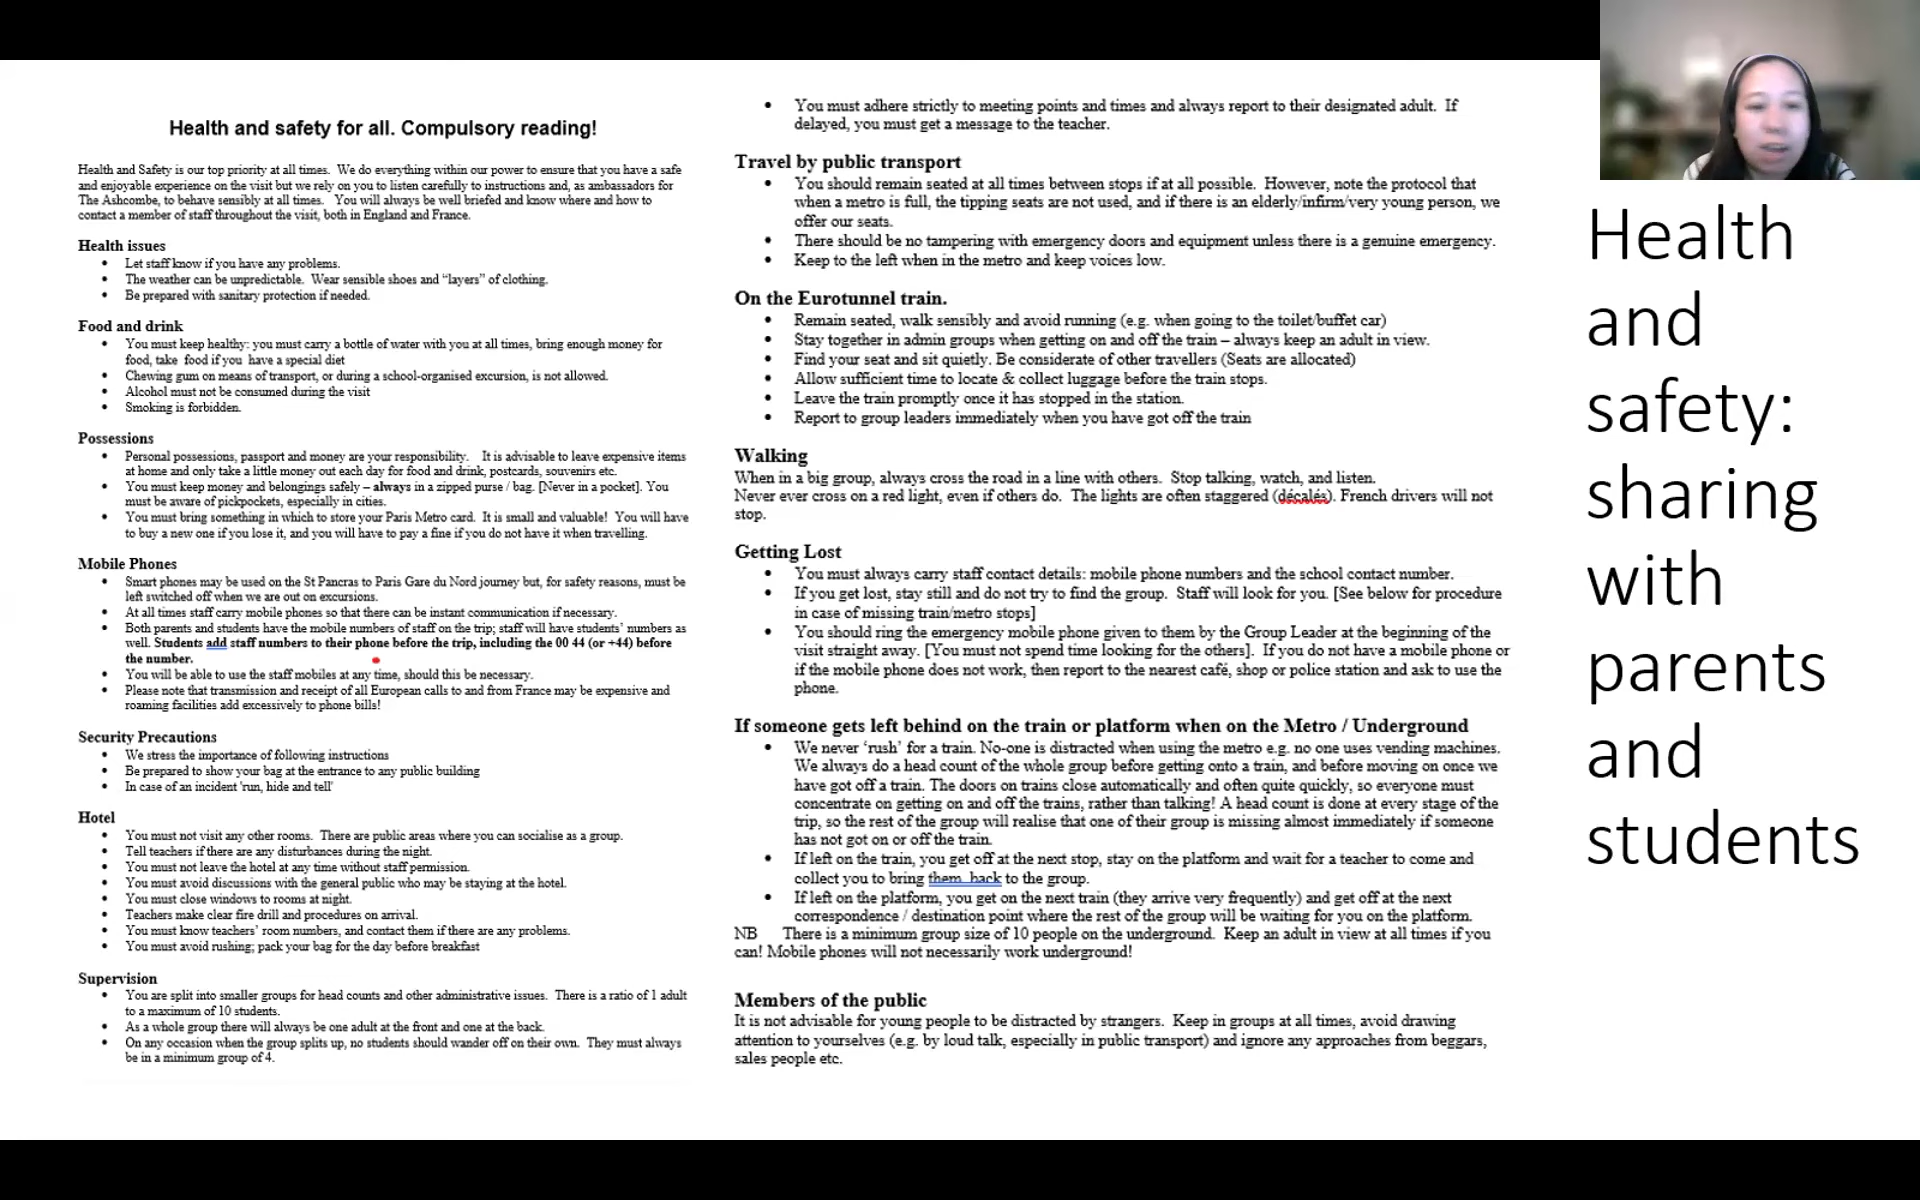 Health and safety for all. Compulsory reading!
Health and Safety is our top priority at all times.  We do everything within our power to ensure that you have a safe
and enjoyable experience on the visit but we rely on you to listen carefully to instructions and, as ambassadors for
The Ashcombe, to behave sensibly at all times.   You will always be well briefed and know where and how to
contact a member of staff throughout the visit, both in England and France.
Health issues
• Let staff know if you have any problems.
• The weather can be unpredictable.  Wear sensible shoes and “layers” of clothing.
• Be prepared with sanitary protection if needed.
Food and drink
• You must keep healthy: you must carry a bottle of water with you at all times, bring enough money for
food, take  food if you  have a special diet
• Chewing gum on means of transport, or during a school-organised excursion, is not allowed.
• Alcohol must not be consumed during the visit
• Smoking is forbidden.
Possessions
• Personal possessions, passport and money are your responsibility.    It is advisable to leave expensive items
at home and only take a little money out each day for food and drink, postcards, souvenirs etc.
• You must keep money and belongings safely – always in a zipped purse / bag. [Never in a pocket]. You
must be aware of pickpockets, especially in cities.
• You must bring something in which to store your Paris Metro card.  It is small and valuable!  You will have
to buy a new one if you lose it, and you will have to pay a fine if you do not have it when travelling.
Mobile Phones
• Smart phones may be used on the St Pancras to Paris Gare du Nord journey but, for safety reasons, must be
left switched off when we are out on excursions.
• At all times staff carry mobile phones so that there can be instant communication if necessary.
• Both parents and students have the mobile numbers of staff on the trip; staff will have students’ numbers as
well. Students add staff numbers to their phone before the trip, including the 00 44 (or +44) before
the number.
• You will be able to use the staff mobiles at any time, should this be necessary.
• Please note that transmission and receipt of all European calls to and from France may be expensive and
roaming facilities add excessively to phone bills!
Security Precautions
• We stress the importance of following instructions
• Be prepared to show your bag at the entrance to any public building
• In case of an incident 'run, hide and tell'
Hotel
• You must not visit any other rooms.  There are public areas where you can socialise as a group.
• Tell teachers if there are any disturbances during the night.
• You must not leave the hotel at any time without staff permission.
• You must avoid discussions with the general public who may be staying at the hotel.
• You must close windows to rooms at night.
• Teachers make clear fire drill and procedures on arrival.
• You must know teachers’ room numbers, and contact them if there are any problems.
• You must avoid rushing; pack your bag for the day before breakfast
Supervision
• You are split into smaller groups for head counts and other administrative issues.  There is a ratio of 1 adult
to a maximum of 10 students.
• As a whole group there will always be one adult at the front and one at the back.
• On any occasion when the group splits up, no students should wander off on their own.  They must always
be in a minimum group of 4.
• You must adhere strictly to meeting points and times and always report to their designated adult.  If
delayed, you must get a message to the teacher.
Travel by public transport
• You should remain seated at all times between stops if at all possible.  However, note the protocol that
when a metro is full, the tipping seats are not used, and if there is an elderly/infirm/very young person, we
offer our seats.
• There should be no tampering with emergency doors and equipment unless there is a genuine emergency.
• Keep to the left when in the metro and keep voices low.
On the Eurotunnel train.
• Remain seated, walk sensibly and avoid running (e.g. when going to the toilet/buffet car)
• Stay together in admin groups when getting on and off the train – always keep an adult in view.
• Find your seat and sit quietly. Be considerate of other travellers (Seats are allocated)
• Allow sufficient time to locate & collect luggage before the train stops.
• Leave the train promptly once it has stopped in the station.
• Report to group leaders immediately when you have got off the train
Walking
When in a big group, always cross the road in a line with others.  Stop talking, watch, and listen.
Never ever cross on a red light, even if others do.  The lights are often staggered (décalés). French drivers will not
stop.
Getting Lost
• You must always carry staff contact details: mobile phone numbers and the school contact number.
• If you get lost, stay still and do not try to find the group.  Staff will look for you. [See below for procedure
in case of missing train/metro stops]
• You should ring the emergency mobile phone given to them by the Group Leader at the beginning of the
visit straight away. [You must not spend time looking for the others].  If you do not have a mobile phone or
if the mobile phone does not work, then report to the nearest café, shop or police station and ask to use the
phone.
If someone gets left behind on the train or platform when on the Metro / Underground
• We never ‘rush’ for a train. No-one is distracted when using the metro e.g. no one uses vending machines.
We always do a head count of the whole group before getting onto a train, and before moving on once we
have got off a train. The doors on trains close automatically and often quite quickly, so everyone must
concentrate on getting on and off the trains, rather than talking! A head count is done at every stage of the
trip, so the rest of the group will realise that one of their group is missing almost immediately if someone
has not got on or off the train.
• If left on the train, you get off at the next stop, stay on the platform and wait for a teacher to come and
collect you to bring them  back to the group.
• If left on the platform, you get on the next train (they arrive very frequently) and get off at the next
correspondence / destination point where the rest of the group will be waiting for you on the platform.
NB There is a minimum group size of 10 people on the underground.  Keep an adult in view at all times if you
can! Mobile phones will not necessarily work underground!
Members of the public
It is not advisable for young people to be distracted by strangers.  Keep in groups at all times, avoid drawing
attention to yourselves (e.g. by loud talk, especially in public transport) and ignore any approaches from beggars,
sales people etc.
Health
and
safety:
sharing
with
parents
and
students